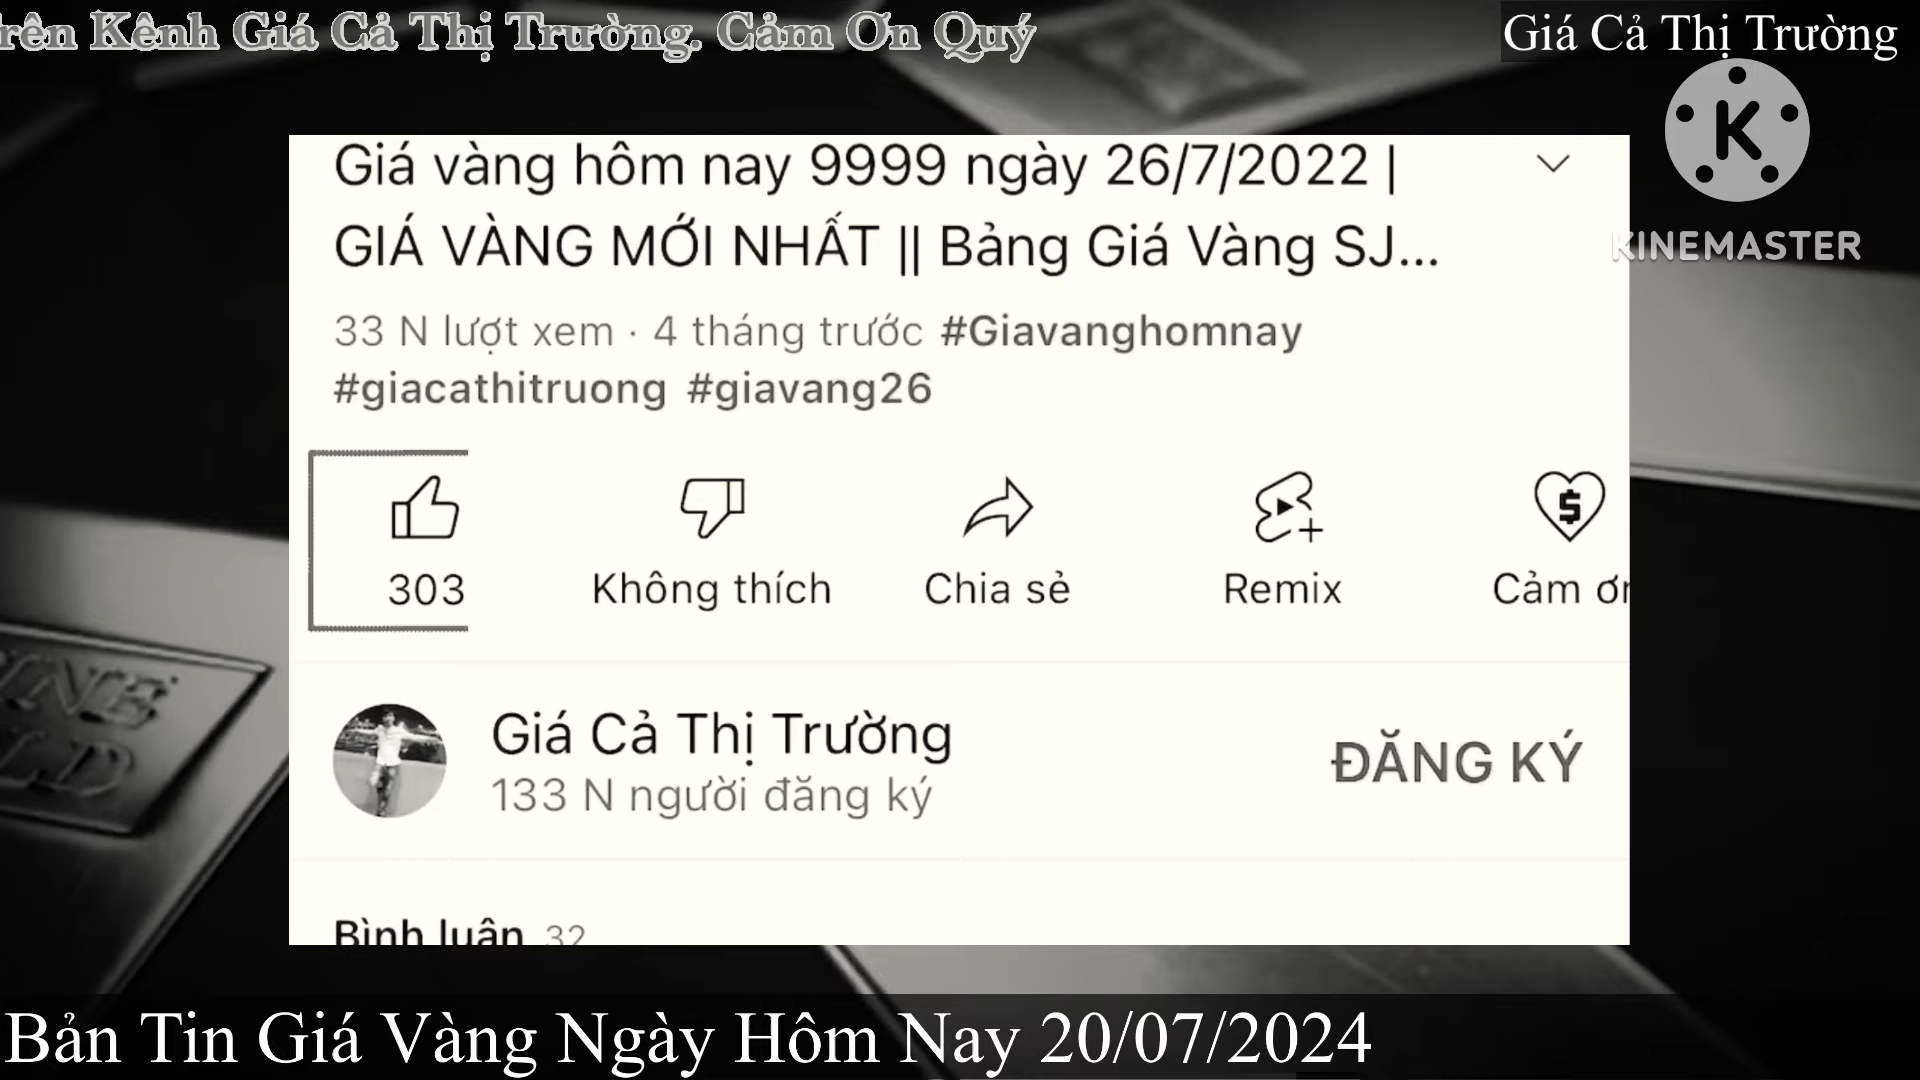 rên Kênh Giá Cả Thị Trường. Cảm Ơn Quý
Giá Cả Thị Trường
KINEMASTER
Giá vàng hôm nay 9999 ngày 26/7/2022 |
GIÁ VÀNG MỚI NHẤT || Bảng Giá Vàng SJ...
33 N lượt xem · 4 tháng trước #Giavanghomnay
#giacathitruong #giavang26
303
Không thích
Chia sẻ
Remix
Cảm ơn
Giá Cả Thị Trường
133 N người đăng ký
ĐĂNG KÝ
Bình luận 32
Bản Tin Giá Vàng Ngày Hôm Nay 20/07/2024